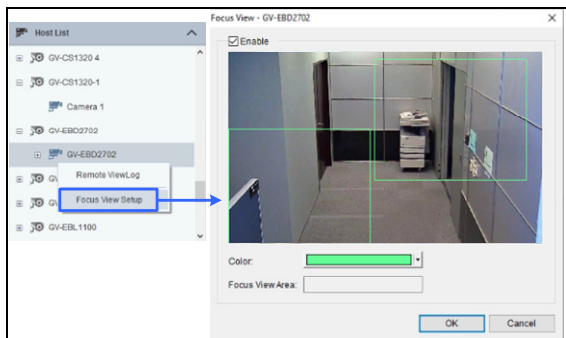 Host List
GV-CS1320 4
GV-CS1320-1
Camera 1
GV-EBD2702
GV-EBD2702
Remote ViewLog
Focus View Setup
GV-EBL1100
Focus View - GV-EBD2702
Enable
Color:
Focus View Area:
OK
Cancel